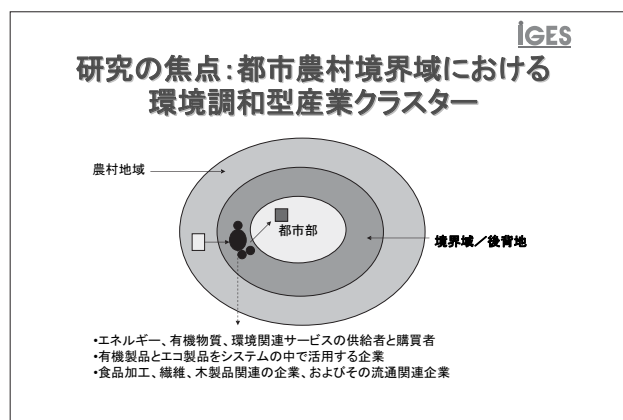 IGES
研究の焦点：都市農村境界域における
環境調和型産業クラスター
農村地域
都市部
境界域／後背地
•エネルギー、有機物質、環境関連サービスの供給者と購買者
•有機製品とエコ製品をシステムの中で活用する企業
•食品加工、繊維、木製品関連の企業、およびその流通関連企業